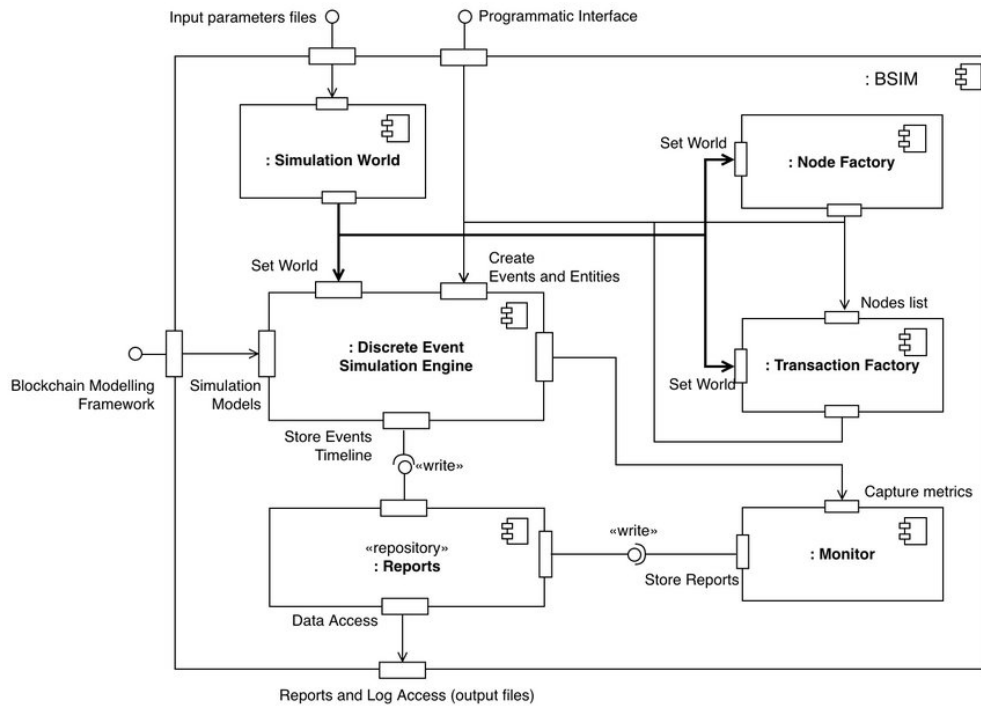 Input parameters files
Programmatic Interface
: BSIM
: Simulation World
Set World
: Node Factory
Set World
Create
Events and Entities
Nodes list
: Discrete Event
Simulation Engine
: Transaction Factory
Set World
Blockchain Modelling
Framework
Simulation
Models
Store Events
Timeline
«write»
Capture metrics
«repository»
: Reports
«write»
Store Reports
: Monitor
Data Access
Reports and Log Access (output files)